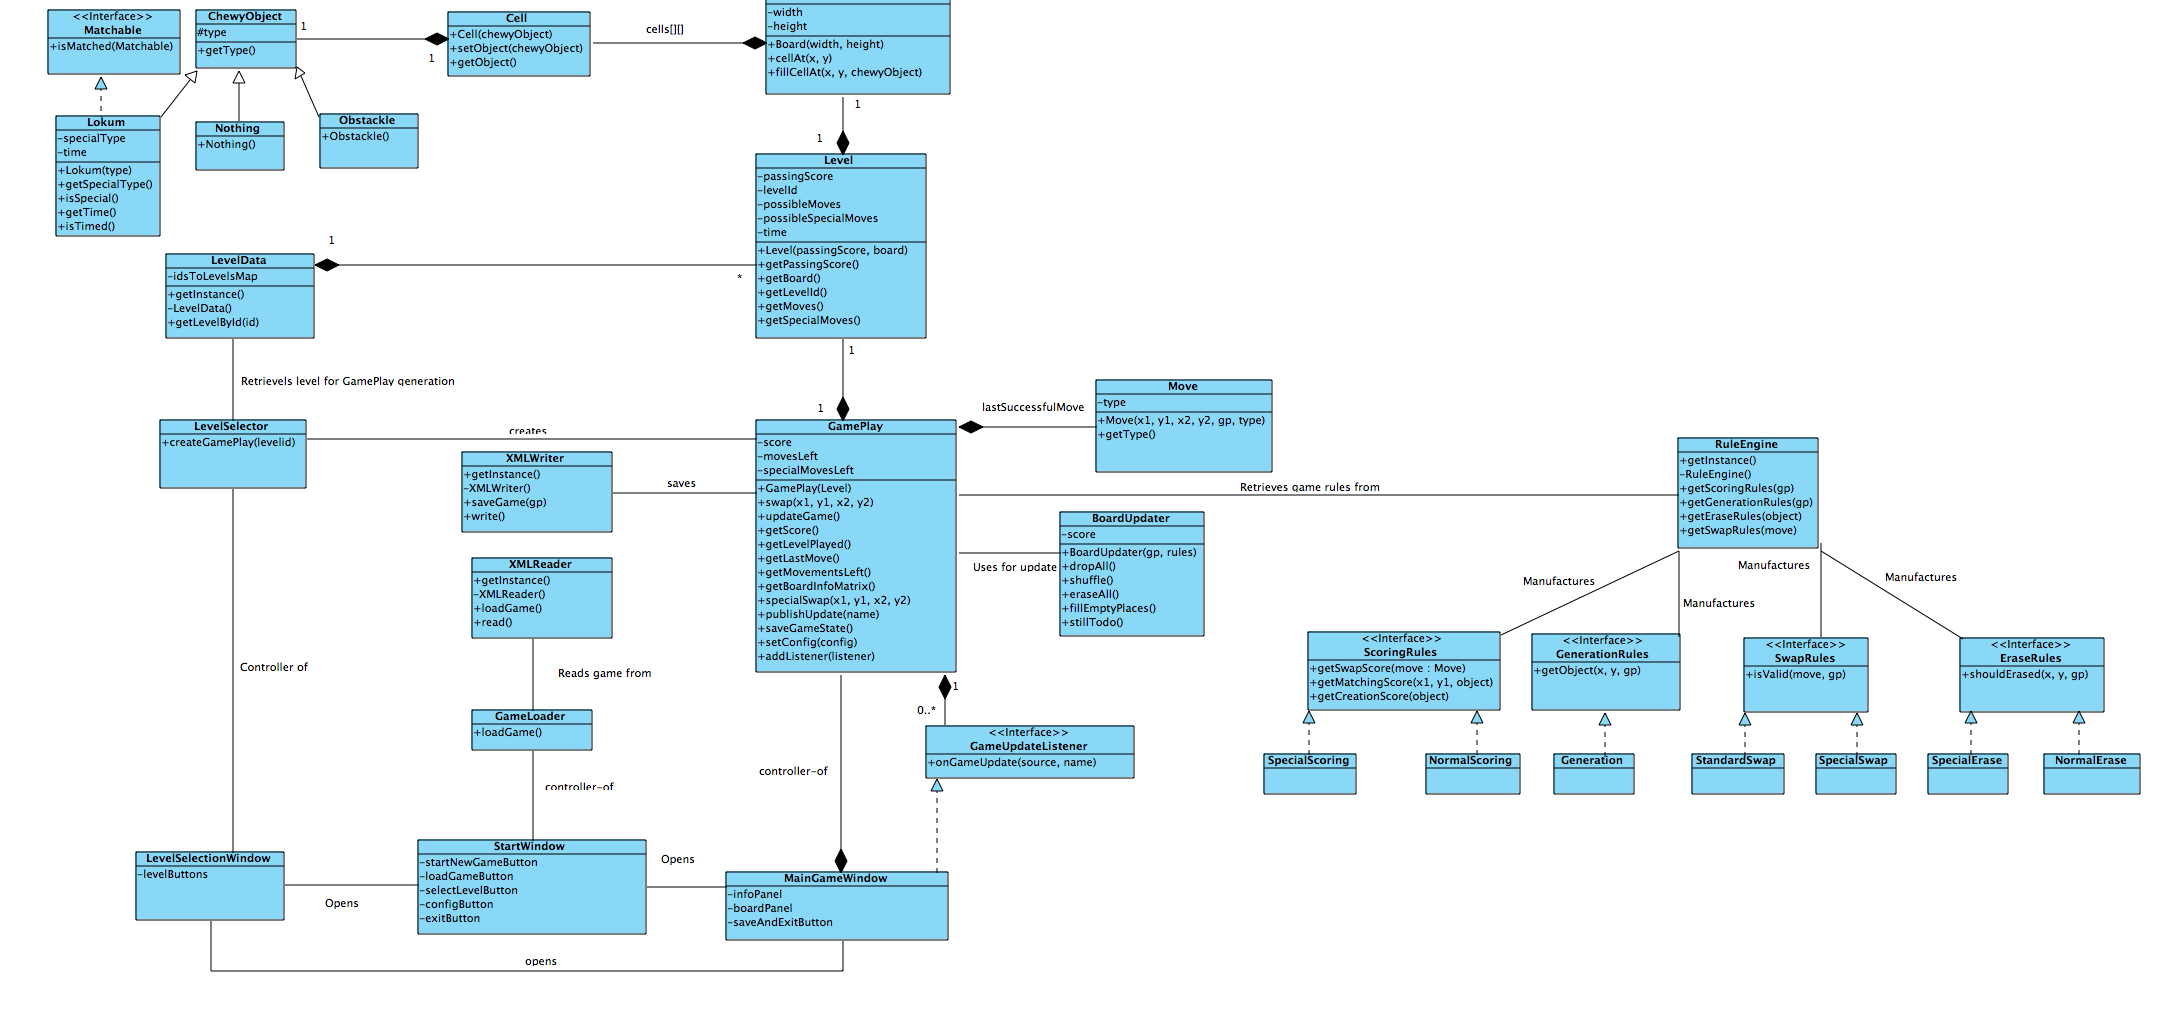 <<Interface>>
Matchable
+isMatched(Matchable)
ChewyObject
#type
+getType()
1
1
Cell
+Cell(chewyObject)
+setObject(chewyObject)
+getObject()
cells[][]
-width
-height
+Board(width, height)
+cellAt(x, y)
+fillCellAt(x, y, chewyObject)
1
1
Lokum
-specialType
-time
+Lokum(type)
+getSpecialType()
+isSpecial()
+getTime()
+isTimed()
Nothing
+Nothing()
Obstackle
+Obstackle()
Level
-passingScore
-levelId
-possibleMoves
-possibleSpecialMoves
-time
+Level(passingScore, board)
+getPassingScore()
+getBoard()
+getLevelId()
+getMoves()
+getSpecialMoves()
1
*
LevelData
-idsToLevelsMap
+getInstance()
-LevelData()
+getLevelById(id)
1
1
Retrievels level for GamePlay generation
LevelSelector
+createGamePlay(levelid)
creates
XMLWriter
+getInstance()
-XMLWriter()
+saveGame(gp)
+write()
saves
GamePlay
-score
-movesLeft
-specialMovesLeft
+GamePlay(Level)
+swap(x1, y1, x2, y2)
+updateGame()
+getScore()
+getLevelPlayed()
+getLastMove()
+getMovementsLeft()
+getBoardInfoMatrix()
+specialSwap(x1, y1, x2, y2)
+publishUpdate(name)
+saveGameState()
+setConfig(config)
+addListener(listener)
lastSuccessfulMove
Move
-type
+Move(x1, y1, x2, y2, gp, type)
+getType()
Retrieves game rules from
RuleEngine
+getInstance()
-RuleEngine()
+getScoringRules(gp)
+getGenerationRules(gp)
+getEraseRules(object)
+getSwapRules(move)
Uses for update
BoardUpdater
-score
+BoardUpdater(gp, rules)
+dropAll()
+shuffle()
+eraseAll()
+fillEmptyPlaces()
+stillTodo()
XMLReader
+getInstance()
-XMLReader()
+loadGame()
+read()
Manufactures
Manufactures
Manufactures
Manufactures
<<Interface>>
ScoringRules
+getSwapScore(move : Move)
+getMatchingScore(x1, y1, object)
+getCreationScore(object)
<<Interface>>
GenerationRules
+getObject(x, y, gp)
<<Interface>>
SwapRules
+isValid(move, gp)
<<Interface>>
EraseRules
+shouldErased(x, y, gp)
Controller of
Reads game from
GameLoader
+loadGame()
1
0..*
<<Interface>>
GameUpdateListener
+onGameUpdate(source, name)
controller-of
controller-of
SpecialScoring
NormalScoring
Generation
StandardSwap
SpecialSwap
SpecialErase
NormalErase
LevelSelectionWindow
-levelButtons
Opens
StartWindow
-startNewGameButton
-loadGameButton
-selectLevelButton
-configButton
-exitButton
Opens
MainGameWindow
-infoPanel
-boardPanel
-saveAndExitButton
opens